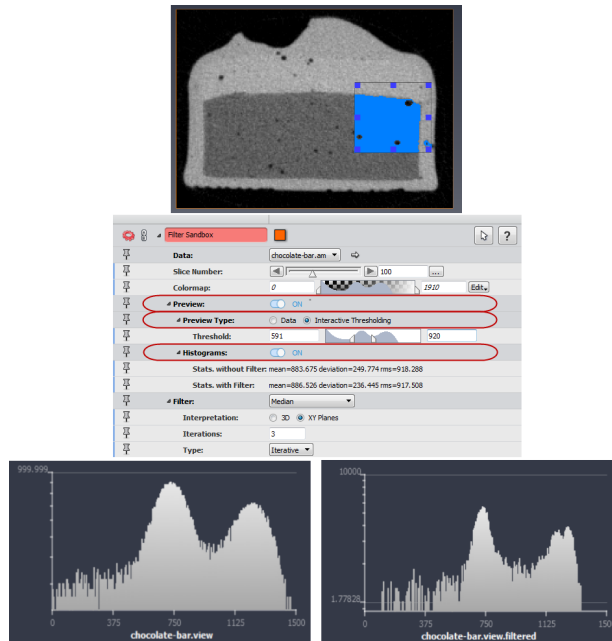 Filter Sandbox
?
Data: chocolate-bar.am
Slice Number: 100 ...
Colormap: 0 1910 Edit
Preview: ON
Preview Type: Data Interactive Thresholding
Threshold: 591 920
Histograms: ON
Stats. without Filter: mean=883.675 deviation=249.774 rms=918.288
Stats. with Filter: mean=886.526 deviation=236.445 rms=917.508
Filter: Median
Interpretation: 3D XY Planes
Iterations: 3
Type: Iterative
999.999
0 375 750 1125 1500
chocolate-bar.view
10000
1.77828
0 375 750 1125 150
chocolate-bar.view.filtered